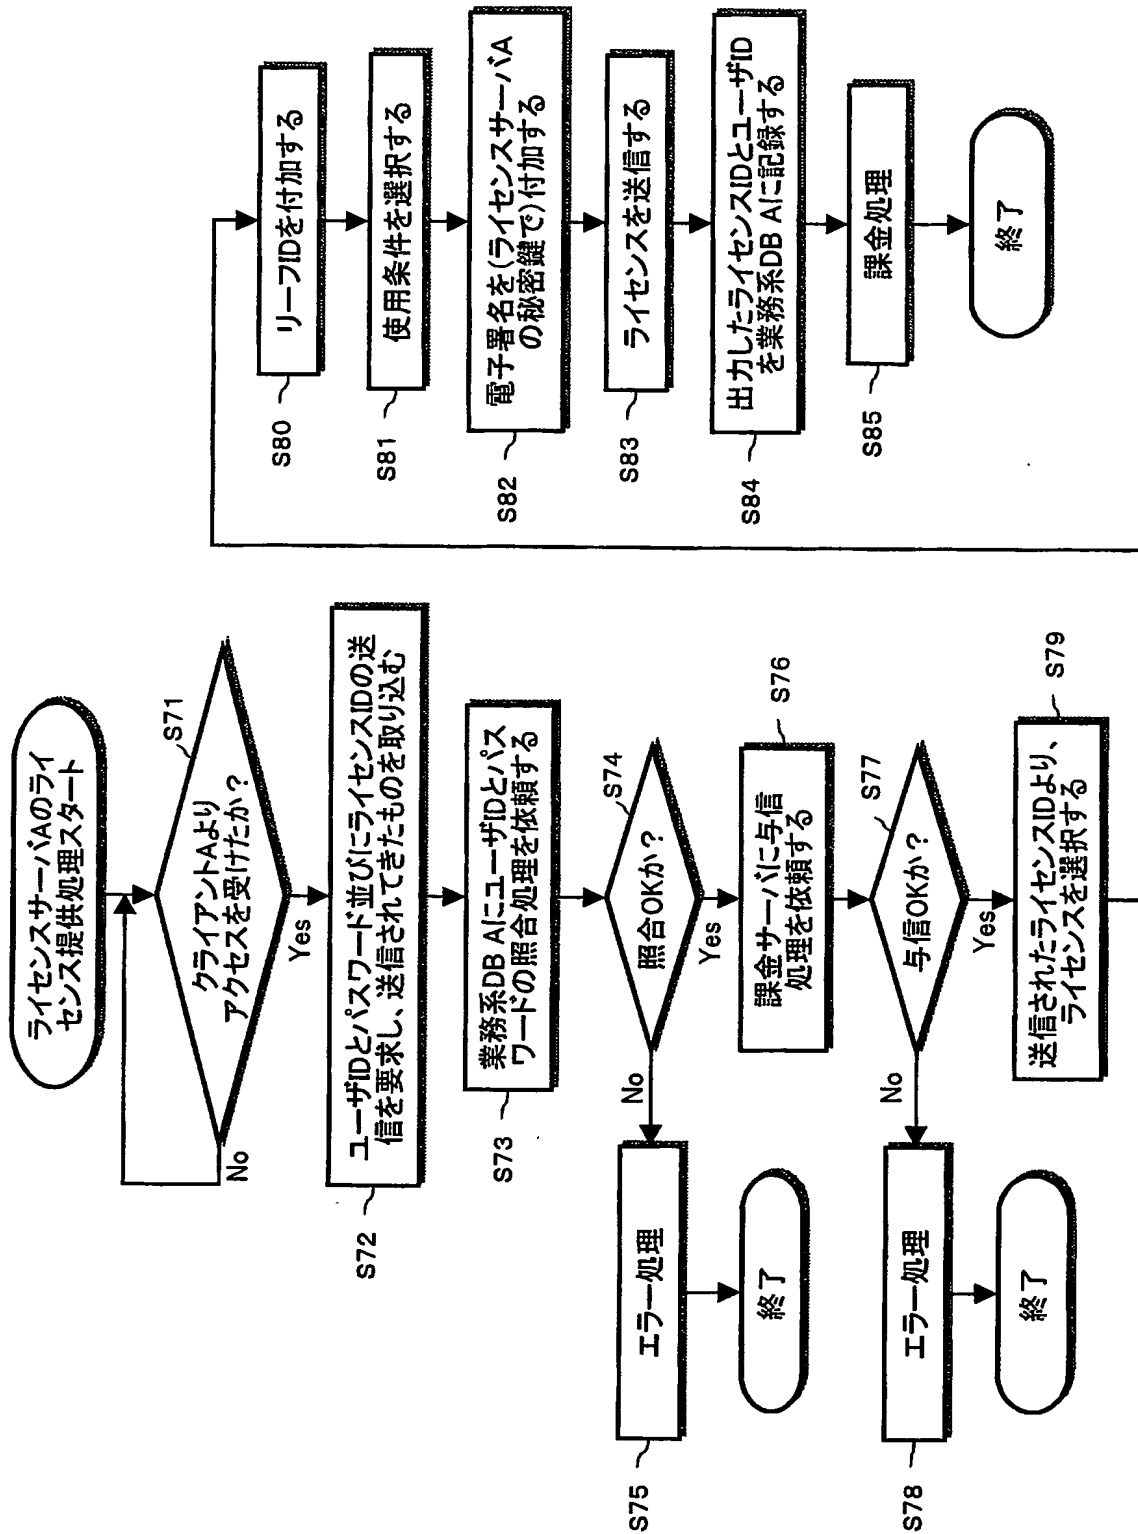 ライセンスサーバAのライ
センス提供処理スタート
S71
クライアントAより
アクセスを受けたか?
No
Yes
S72
ユーザIDとパスワード並びにライセンスIDの送
信を要求し、送信されてきたものを取り込む
S73
業務系DB AにユーザIDとパス
ワードの照合処理を依頼する
S74
照合OKか?
No
Yes
S75
エラー処理
終了
S76
課金サーバに与信
処理を依頼する
S77
与信OKか?
No
Yes
S78
エラー処理
終了
S79
送信されたライセンスIDより、
ライセンスを選択する
S80
リーフIDを付加する
S81
使用条件を選択する
S82
電子署名を(ライセンスサーバA
の秘密鍵で)付加する
S83
ライセンスを送信する
S84
出力したライセンスIDとユーザID
を業務系DB Aに記録する
S85
課金処理
終了